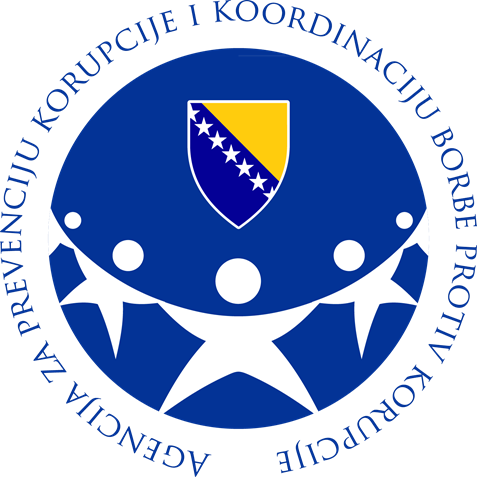 AGENCIJA ZA PREVENCIJU KORUPCIJE I KOORDINACIJU BORBE PROTIV KORUPCIJE